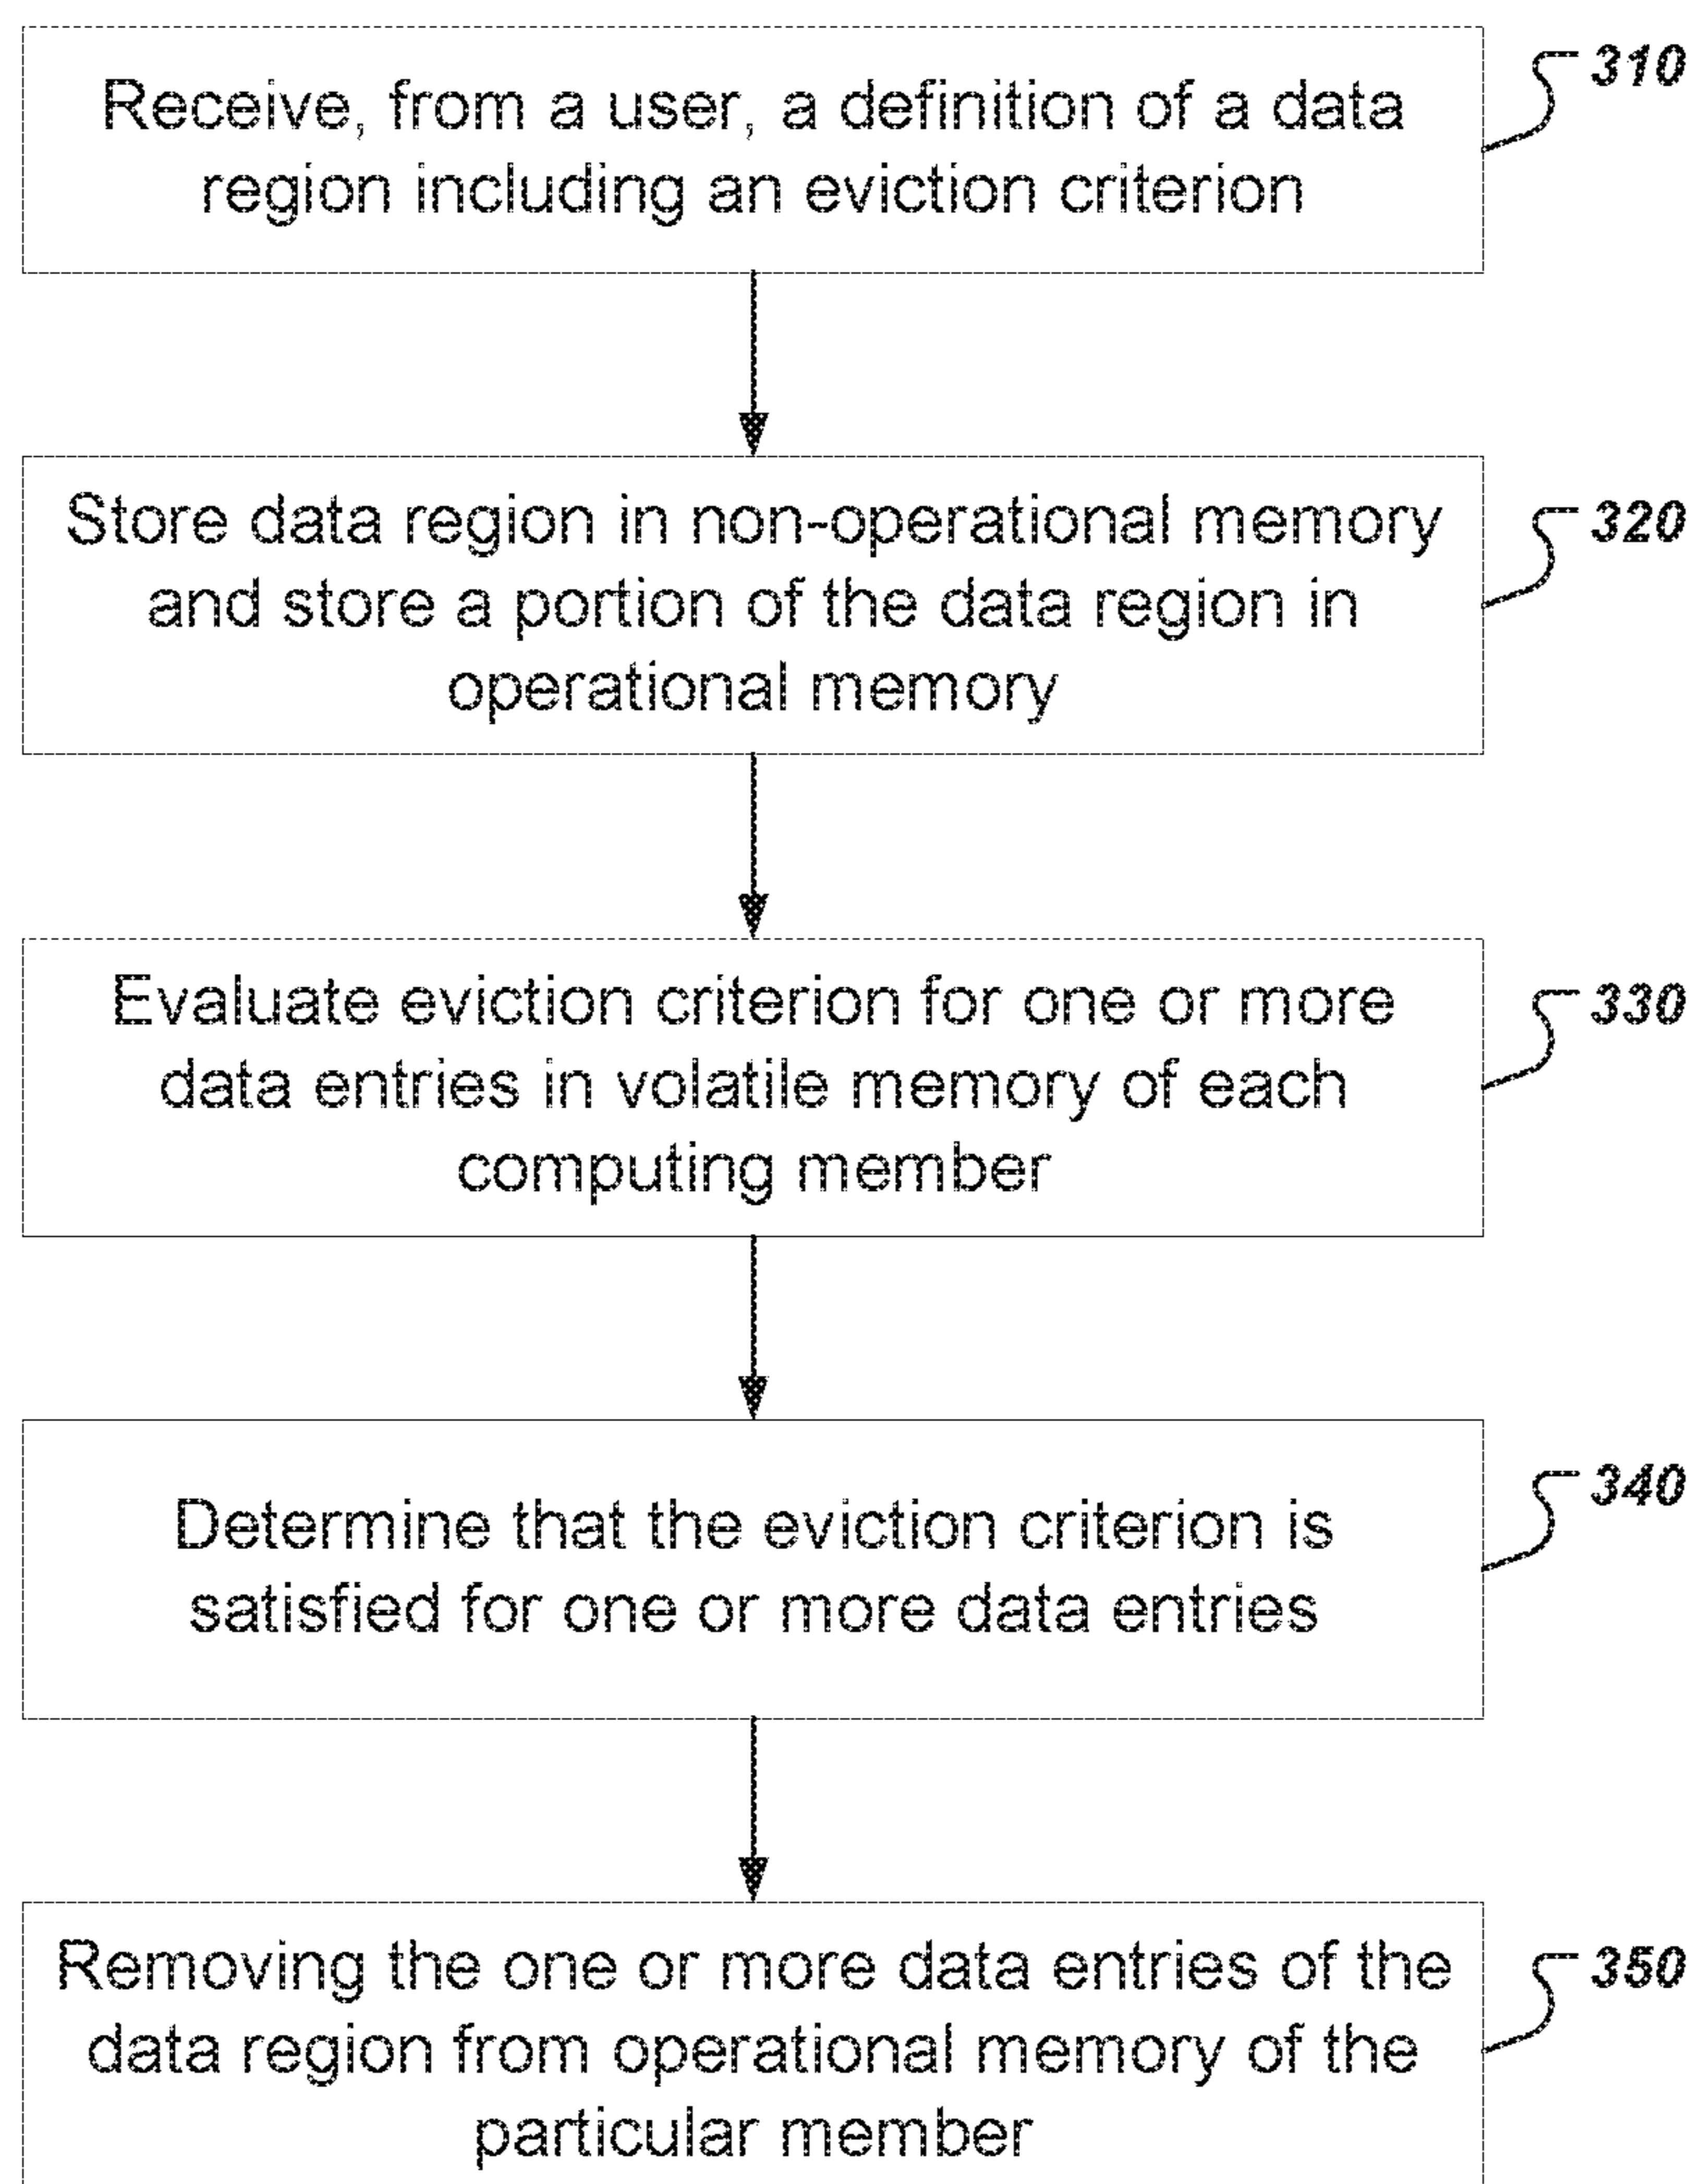 Receive, from a user, a definition of a data
region including an eviction criterion
310
Store data region in non-operational memory
and store a portion of the data region in
operational memory
320
Evaluate eviction criterion for one or more
data entries in volatile memory of each
computing member
330
Determine that the eviction criterion is
satisfied for one or more data entries
340
Removing the one or more data entries of the
data region from operational memory of the
particular member
350